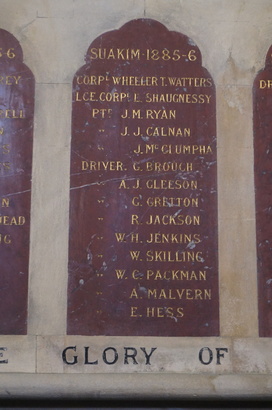 SUAKIM·1885-6
CORPL WHEELER T. WATTERS
LCE. CORPL E. SHAUGNESSY
PTE J. M. RYAN
" J. J. CALNAN
" J. Mc GLUMPHA
DRIVER. C. BROUGH
" A. J. GLEESON
" G. GRETTON
" R. JACKSON
" W. H. JENKINS
" W. SKILLING
" W. C. PACKMAN
" A. MALVERN
" E. HESS
GLORY OF